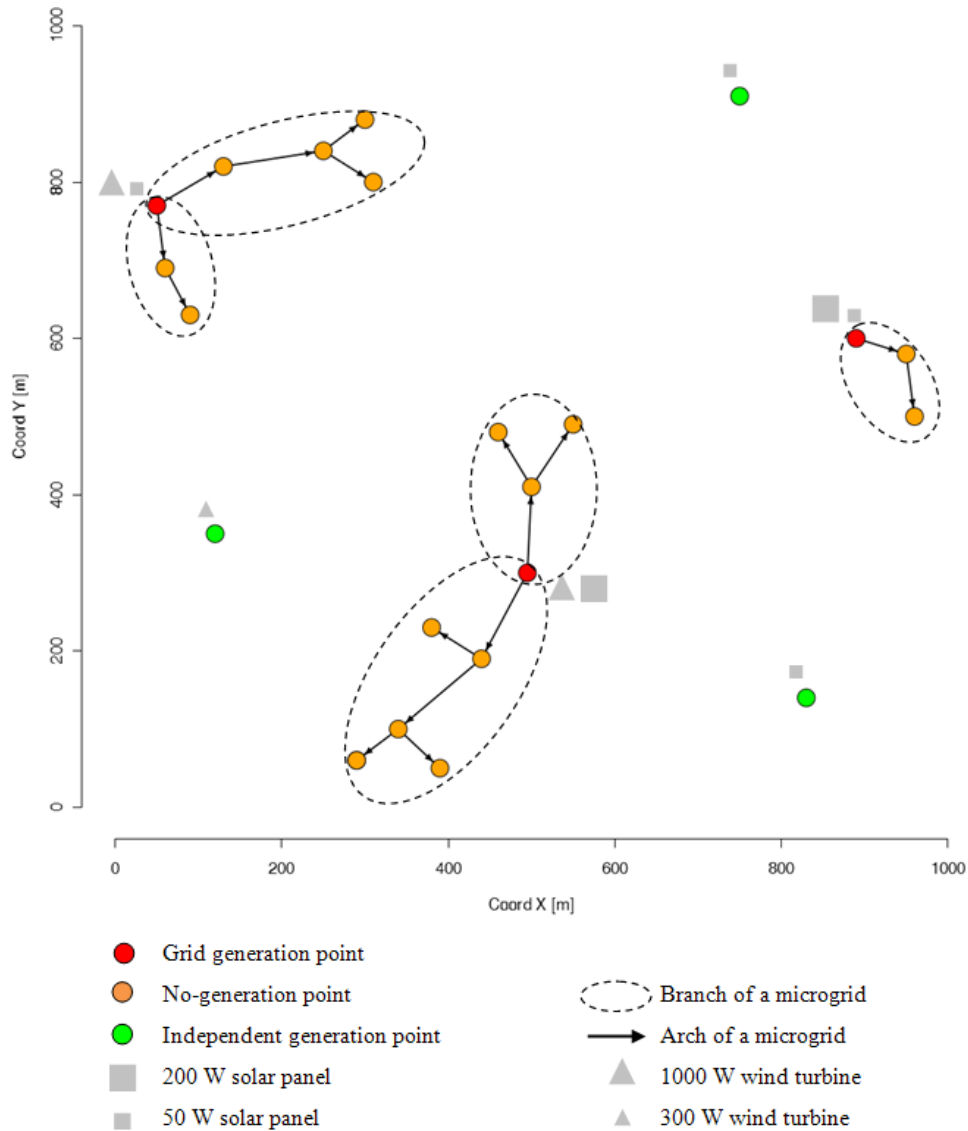 1000
800
600
400
200
0
Coord Y [m]
0 200 400 600 800 1000
Coord X [m]
Grid generation point
No-generation point
Independent generation point
200 W solar panel
50 W solar panel
Branch of a microgrid
Arch of a microgrid
1000 W wind turbine
300 W wind turbine